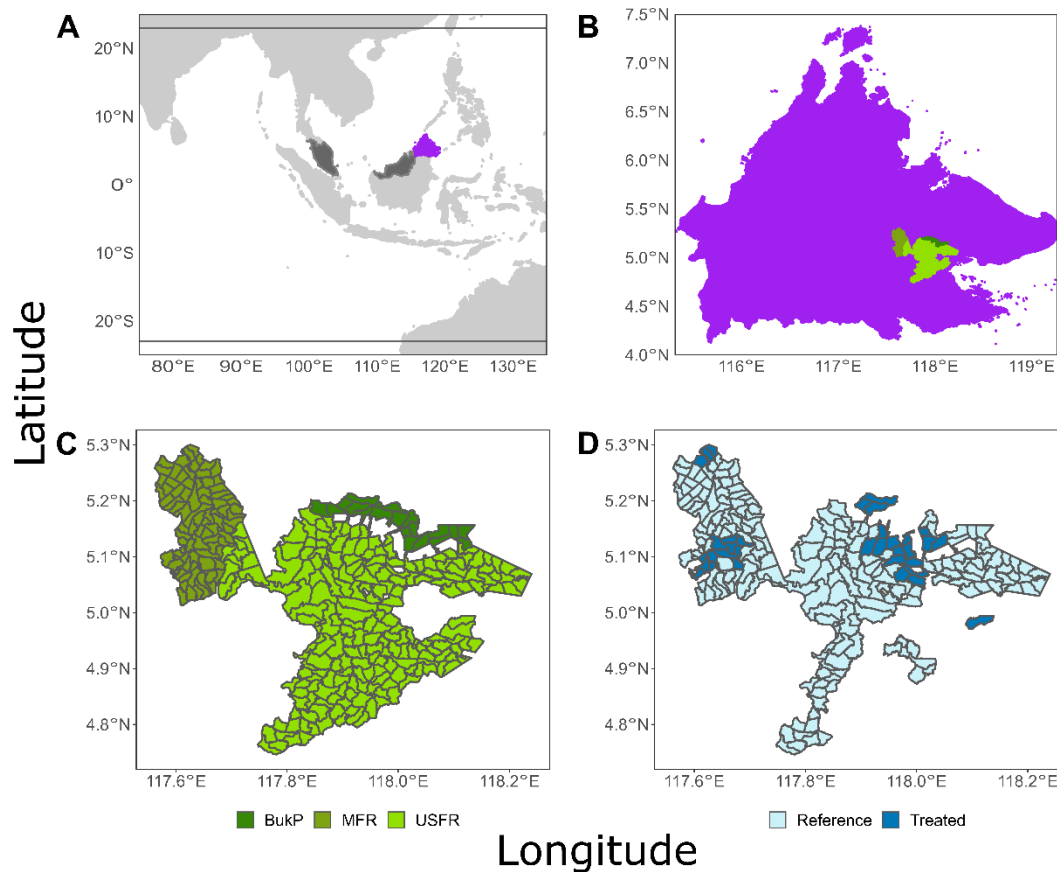 A
B
20°N
10°N
0°
10°S
20°S
80°E 90°E 100°E 110°E 120°E 130°E
7.5°N
7.0°N
6.5°N
6.0°N
5.5°N
5.0°N
4.5°N
4.0°N
116°E 117°E 118°E 119°E
Latitude
C
D
5.3°N
5.2°N
5.1°N
5.0°N
4.9°N
4.8°N
117.6°E 117.8°E 118.0°E 118.2°E
5.3°N
5.2°N
5.1°N
5.0°N
4.9°N
4.8°N
117.6°E 117.8°E 118.0°E 118.2°E
BukP MFR USFR
Reference Treated
Longitude